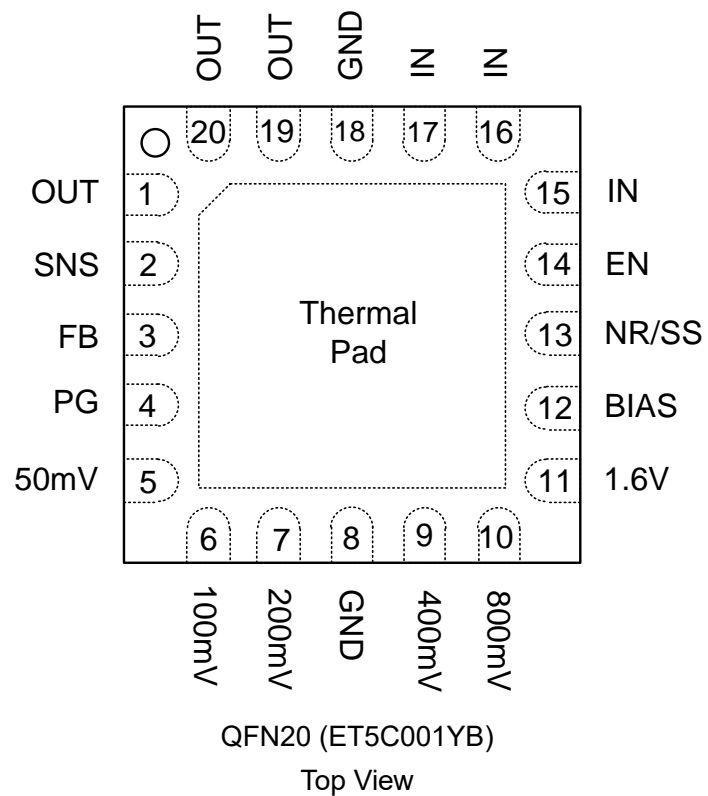 OUT OUT GND IN IN
20 19 18 17 16
OUT 1 15 IN
SNS 2 14 EN
Thermal
Pad
FB 3 13 NR/SS
PG 4 12 BIAS
50mV 5 11 1.6V
6 7 8 9 10
100mV 200mV GND 400mV 800mV
QFN20 (ET5C001YB)
Top View